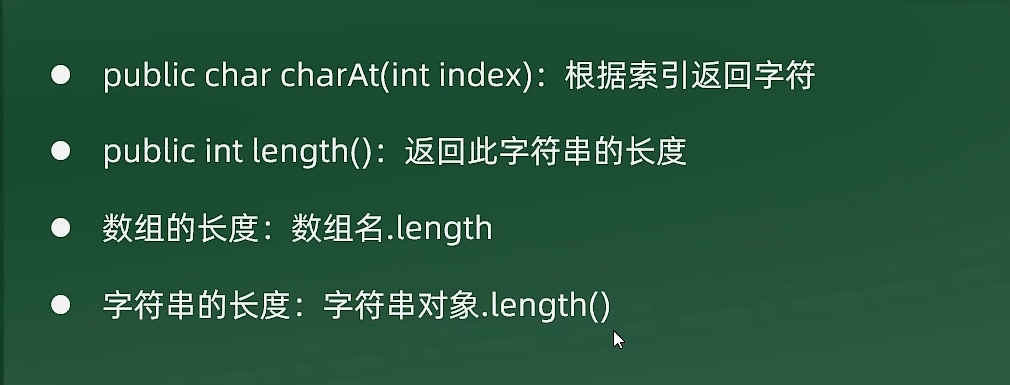 public char charAt(int index)：根据索引返回字符
public int length()：返回此字符串的长度
数组的长度：数组名.length
字符串的长度：字符串对象.length()